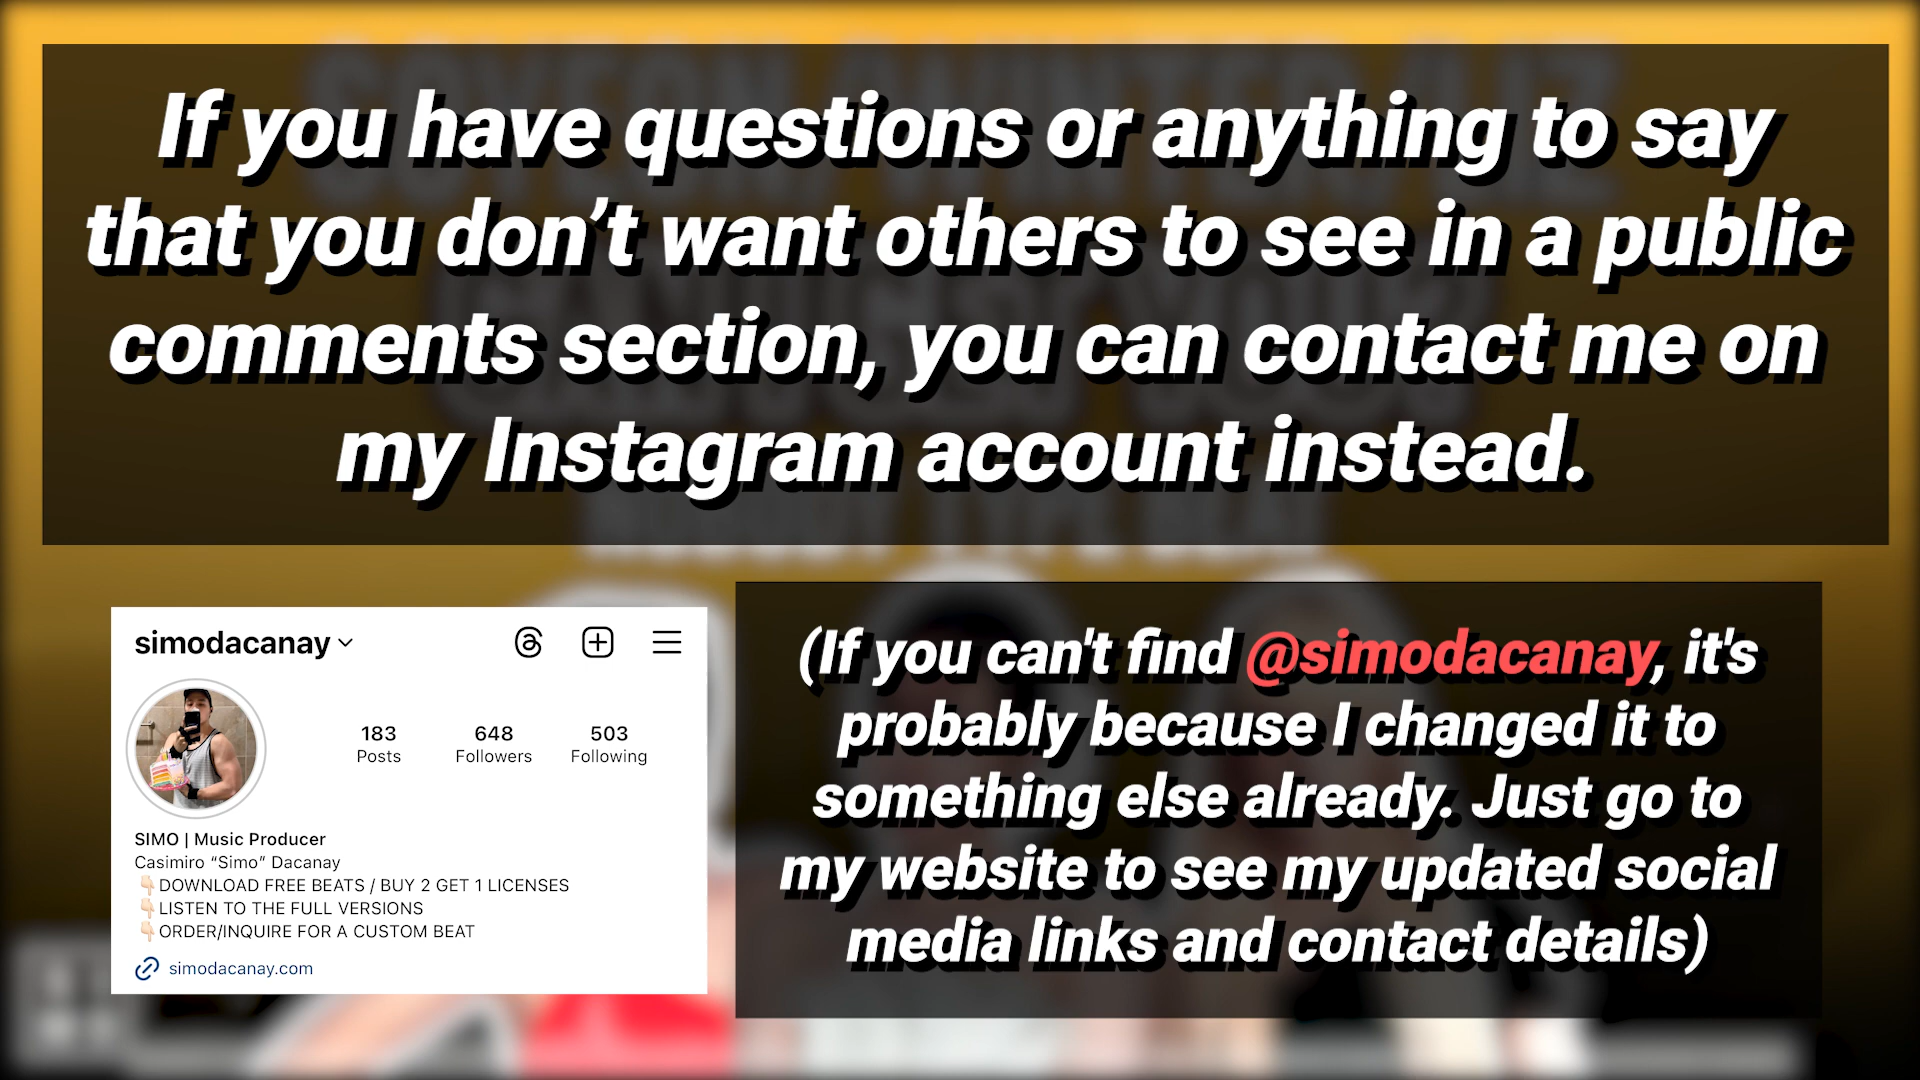 If you have questions or anything to say
that you don’t want others to see in a public
comments section, you can contact me on
my Instagram account instead.
simodacanay
183
Posts
648
Followers
503
Following
SIMO | Music Producer
Casimiro “Simo” Dacanay
👇🏻DOWNLOAD FREE BEATS / BUY 2 GET 1 LICENSES
👇🏻LISTEN TO THE FULL VERSIONS
👇🏻ORDER/INQUIRE FOR A CUSTOM BEAT
simodacanay.com
(If you can't find @simodacanay, it's
probably because I changed it to
something else already. Just go to
my website to see my updated social
media links and contact details)